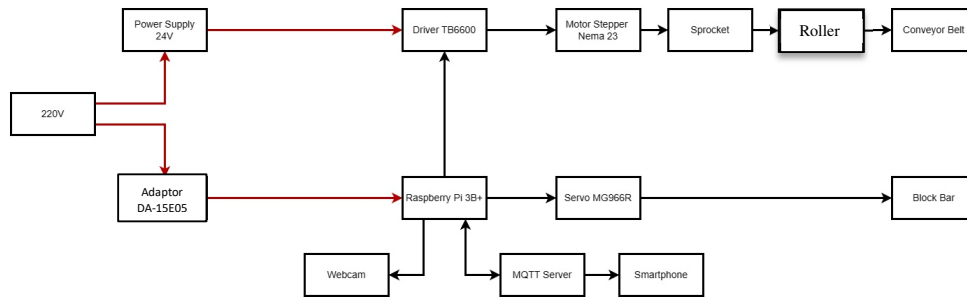 Power Supply
24V
Driver TB6600
Motor Stepper
Nema 23
Sprocket
Roller
Conveyor Belt
220V
Adaptor
DA-15E05
Raspberry Pi 3B+
Servo MG966R
Block Bar
Webcam
MQTT Server
Smartphone